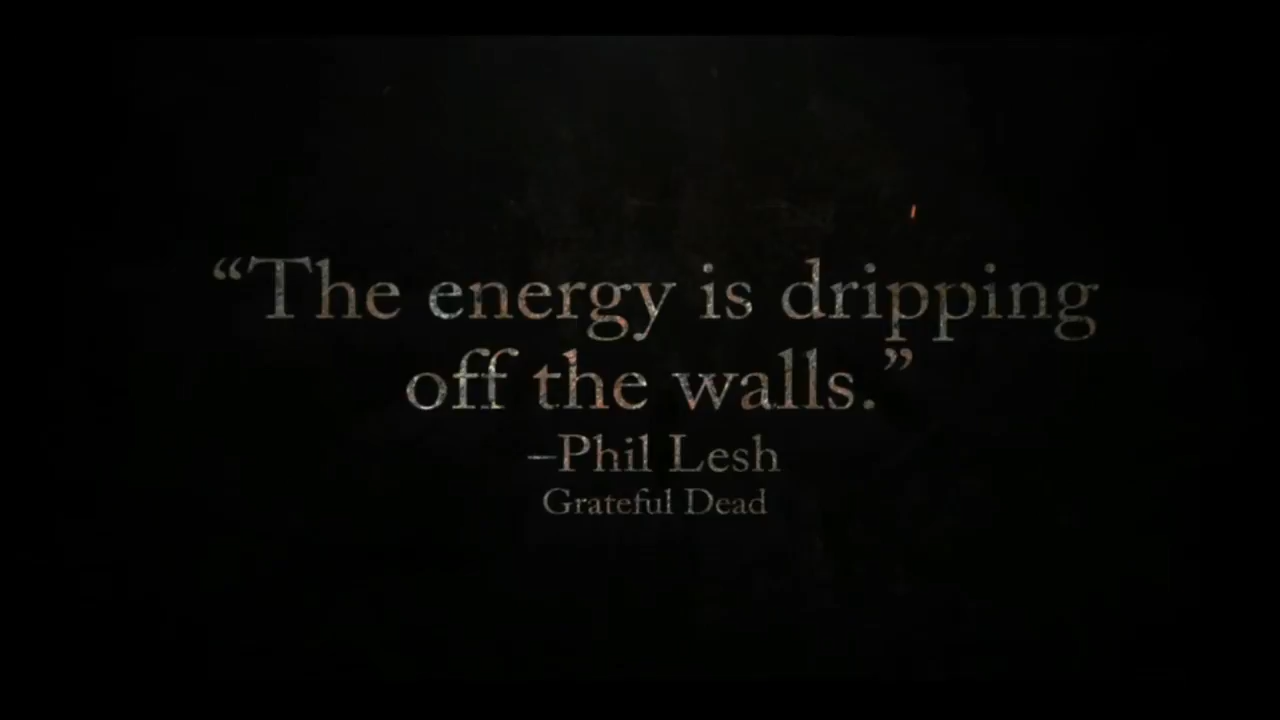 “The energy is dripping
off the walls.”
–Phil Lesh
Grateful Dead